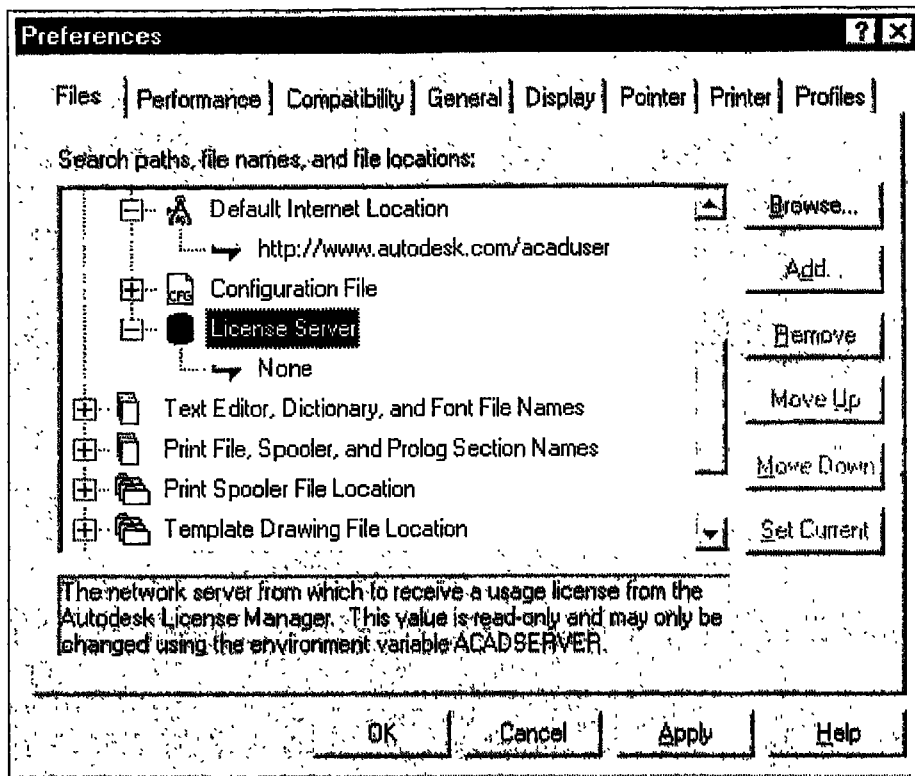 Preferences
? X
Files Performance Compatibility General Display Pointer Printer Profiles
Search paths, file names, and file locations:
Default Internet Location
http://www.autodesk.com/acaduser
CFG Configuration File
License Server
None
Text Editor, Dictionary, and Font File Names
Print File, Spooler, and Prolog Section Names
Print Spooler File Location
Template Drawing File Location
Browse...
Add...
Remove
Move Up
Move Down
Set Current
The network server from which to receive a usage license from the
Autodesk License Manager. This value is read-only and may only be
changed using the environment variable ACADSERVER.
OK Cancel Apply Help